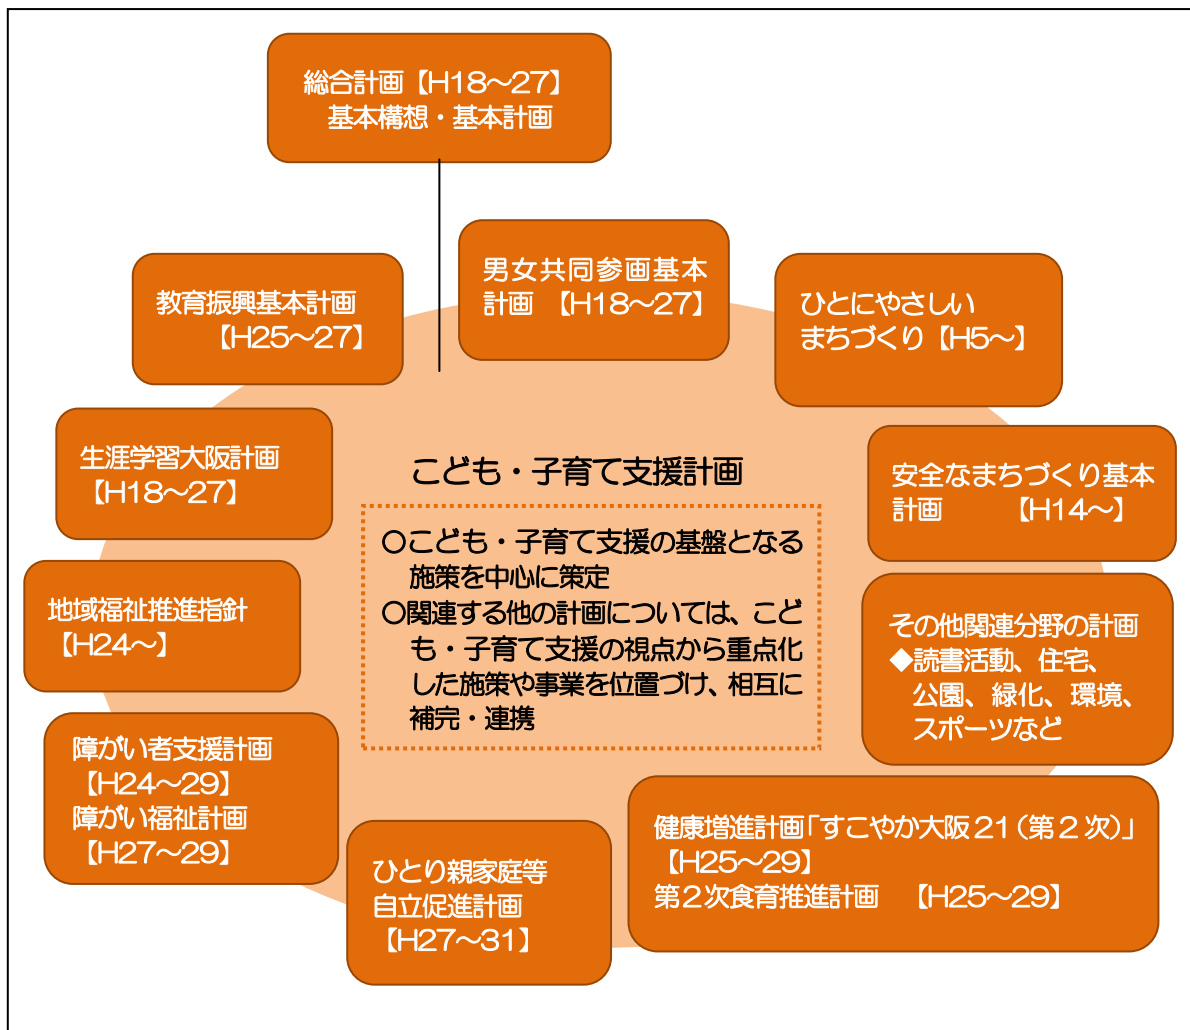 総合計画【H18～27】
基本構想・基本計画
男女共同参画基本
計画 【H18～27】
教育振興基本計画
【H25～27】
ひとにやさしい
まちづくり【H5～】
生涯学習大阪計画
【H18～27】
安全なまちづくり基本
計画 【H14～】
こども・子育て支援計画
○こども・子育て支援の基盤となる
施策を中心に策定
○関連する他の計画については、こど
も・子育て支援の視点から重点化
した施策や事業を位置づけ、相互に
補完・連携
地域福祉推進指針
【H24～】
その他関連分野の計画
◆読書活動、住宅、
公園、緑化、環境、
スポーツなど
障がい者支援計画
【H24～29】
障がい福祉計画
【H27～29】
健康増進計画「すこやか大阪21（第2次）」
【H25～29】
第2次食育推進計画 【H25～29】
ひとり親家庭等
自立促進計画
【H27～31】